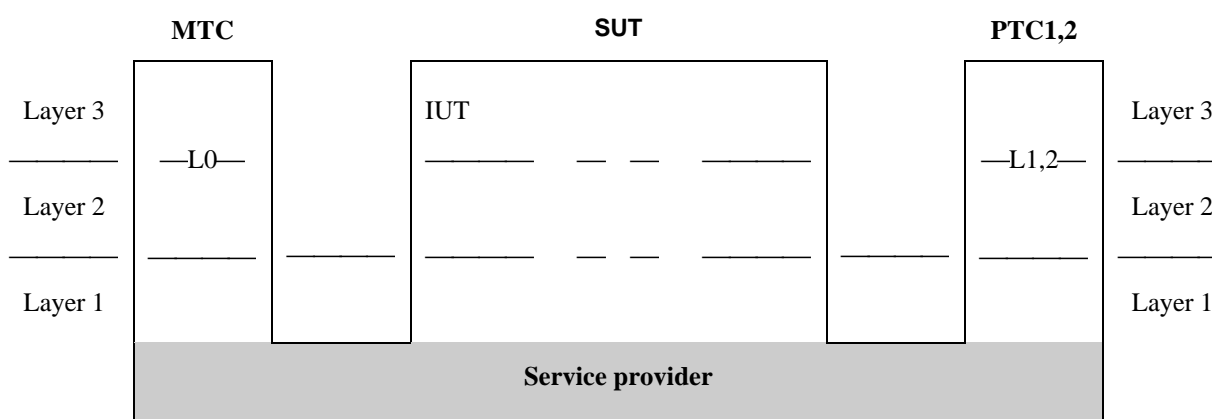 MTC SUT PTC1,2
Layer 3 IUT Layer 3
L0 L1,2
Layer 2 Layer 2
Layer 1 Layer 1
Service provider